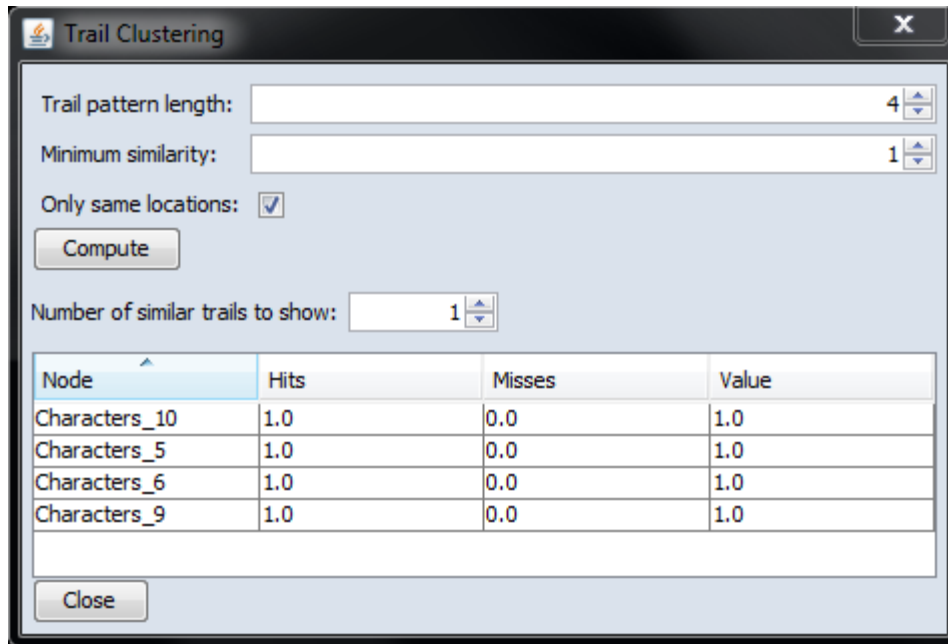 Trail Clustering
Trail pattern length: 4
Minimum similarity: 1
Only same locations:
Compute
Number of similar trails to show: 1
Node Hits Misses Value
Characters_10 1.0 0.0 1.0
Characters_5 1.0 0.0 1.0
Characters_6 1.0 0.0 1.0
Characters_9 1.0 0.0 1.0
Close